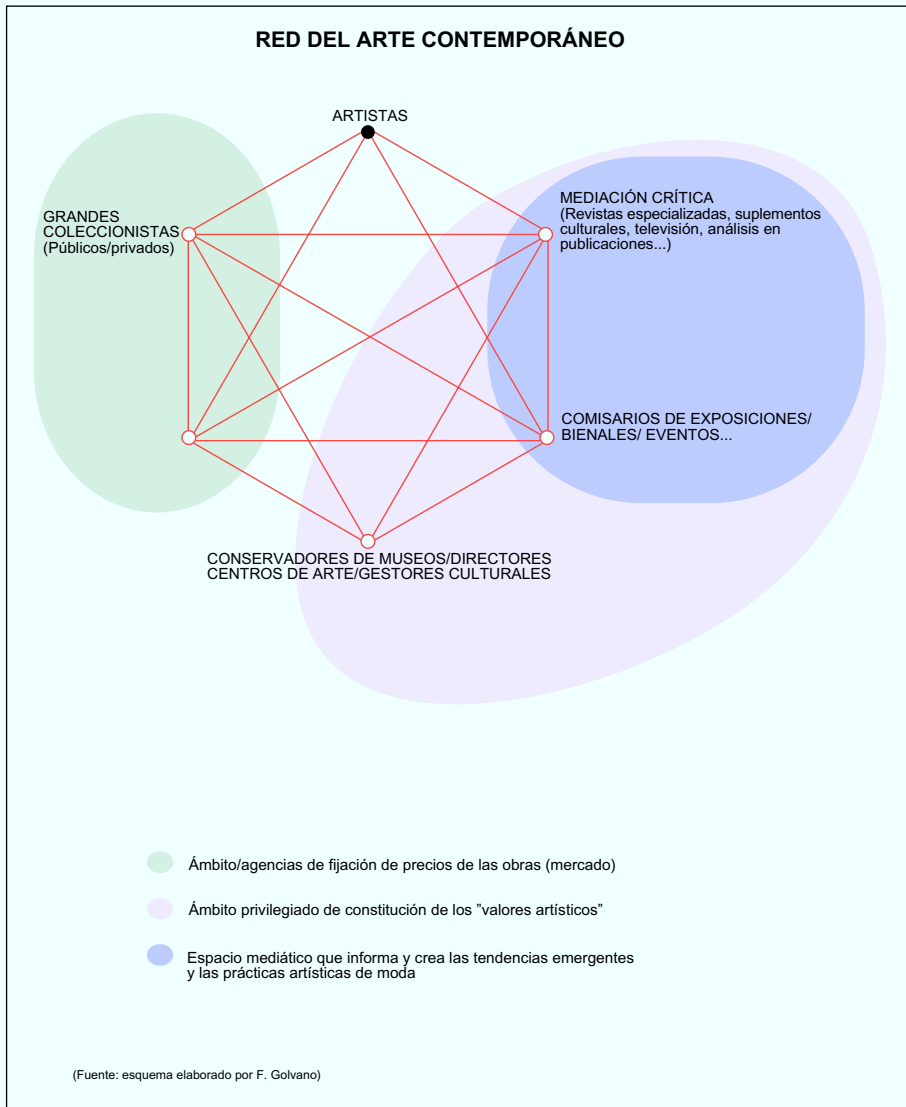 RED DEL ARTE CONTEMPORÁNEO
ARTISTAS
GRANDES
COLECCIONISTAS
(Públicos/privados)
MEDIACIÓN CRÍTICA
(Revistas especializadas, suplementos
culturales, televisión, análisis en
publicaciones...)
COMISARIOS DE EXPOSICIONES/
BIENALES/ EVENTOS...
CONSERVADORES DE MUSEOS/DIRECTORES
CENTROS DE ARTE/GESTORES CULTURALES
Ámbito/agencias de fijación de precios de las obras (mercado)
Ámbito privilegiado de constitución de los ”valores artísticos”
Espacio mediático que informa y crea las tendencias emergentes
y las prácticas artísticas de moda
(Fuente: esquema elaborado por F. Golvano)